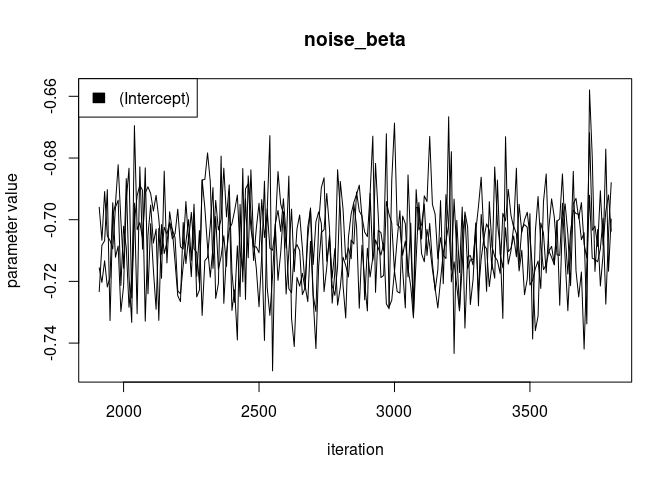 noise_beta
(Intercept)
parameter value
-0.66
-0.68
-0.70
-0.72
-0.74
2000 2500 3000 3500
iteration